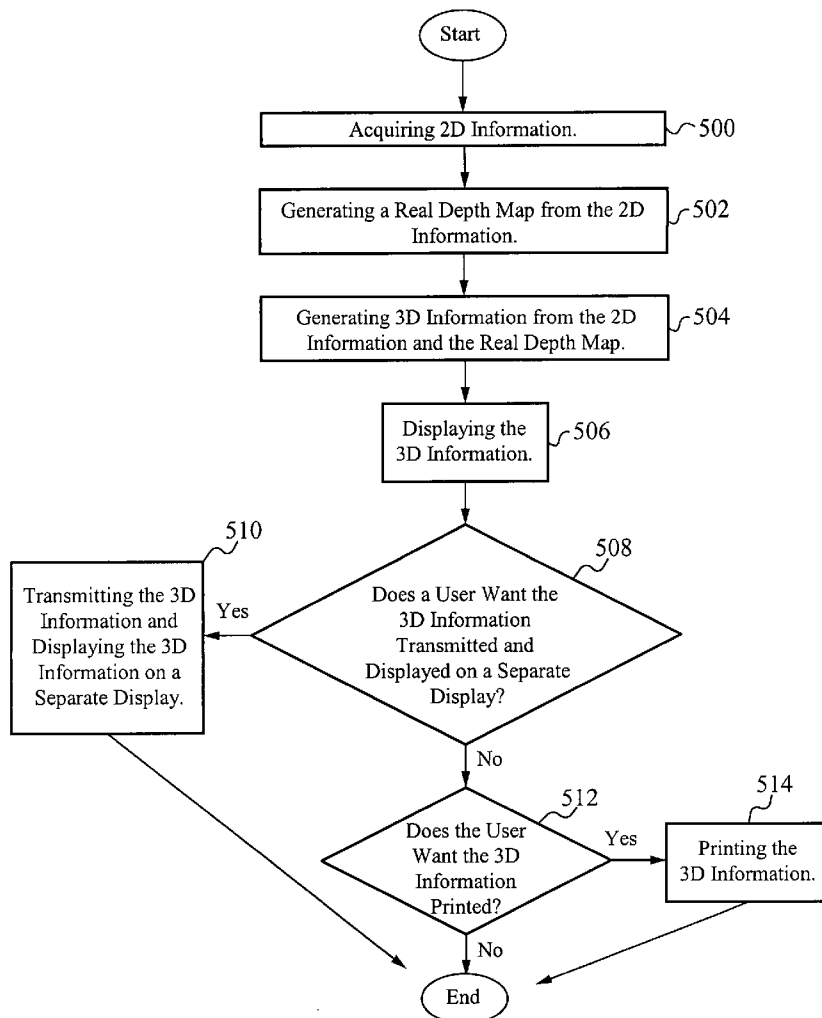 Start
Acquiring 2D Information.
500
Generating a Real Depth Map from the 2D
Information.
502
Generating 3D Information from the 2D
Information and the Real Depth Map.
504
Displaying the
3D Information.
506
508
Does a User Want the
3D Information
Transmitted and
Displayed on a Separate
Display?
Yes
510
Transmitting the 3D
Information and
Displaying the 3D
Information on a
Separate Display.
No
512
Does the User
Want the 3D
Information
Printed?
Yes
514
Printing the
3D Information.
No
End